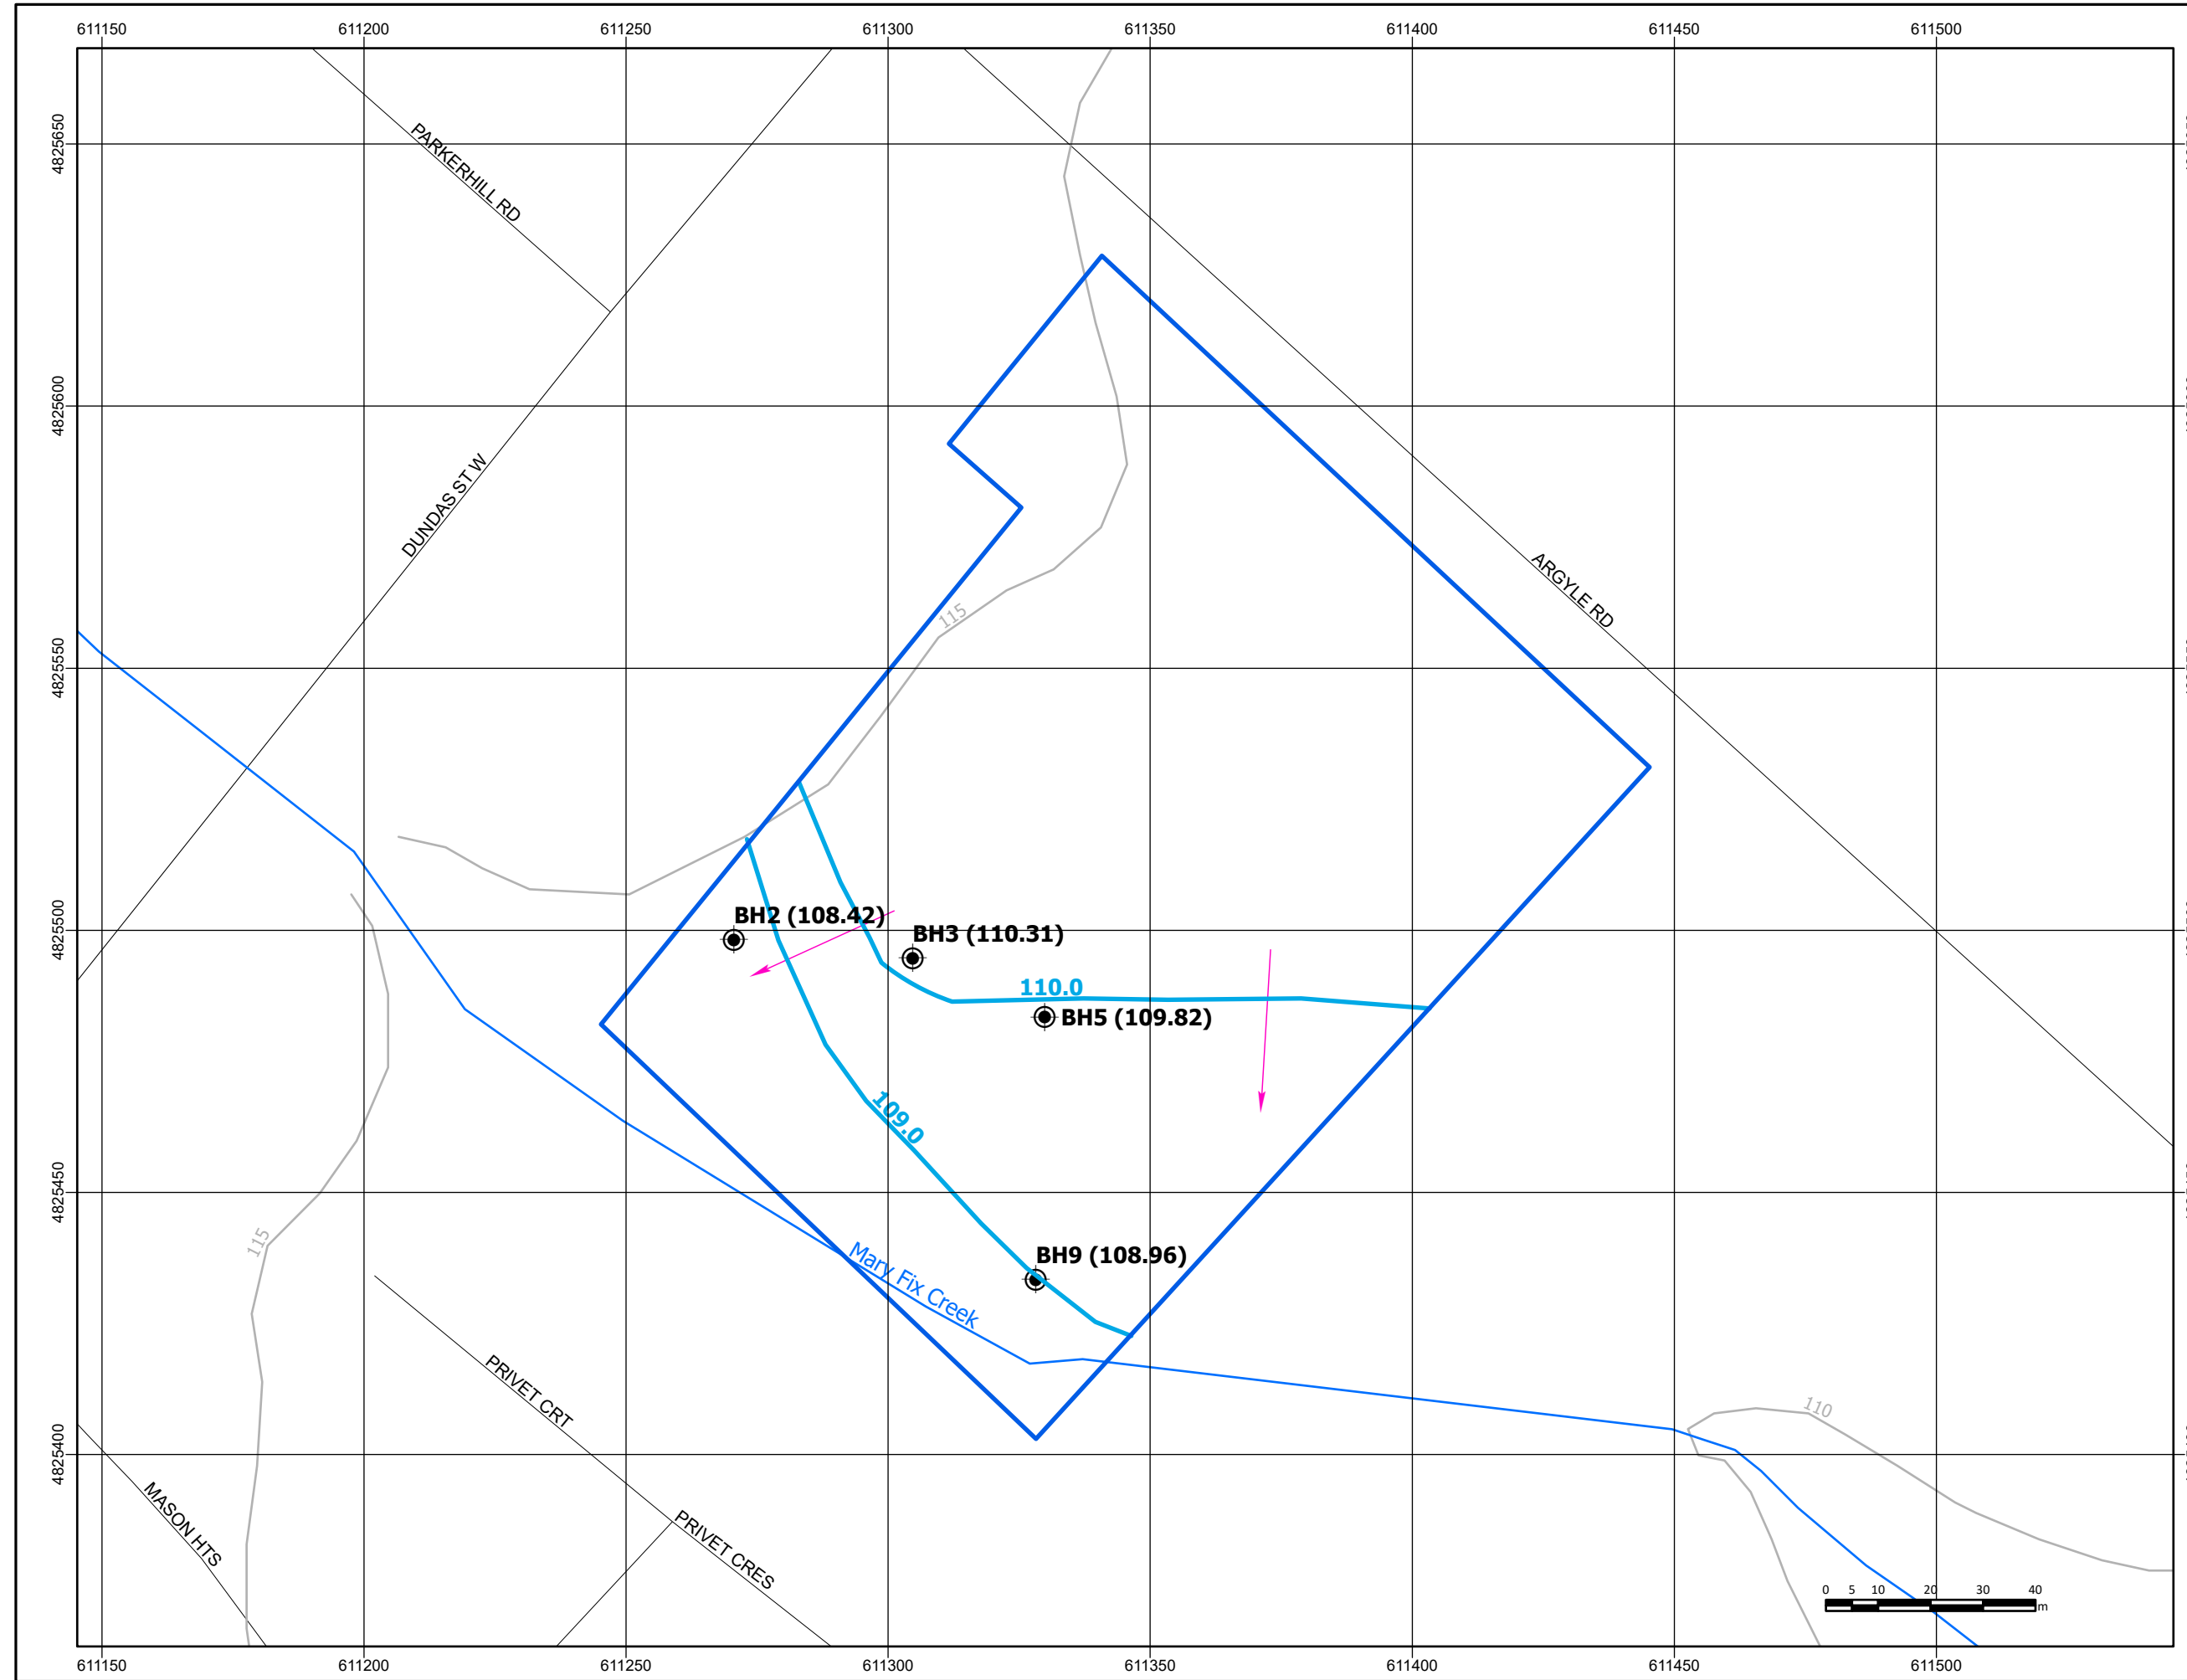 611150 611200 611250 611300 611350 611400 611450 611500
4825650
PARKERHILL RD
4825600
DUNDAS ST W
ARGYLE RD
115
4825550
BH2 (108.42)
4825500
BH3 (110.31)
110.0
BH5 (109.82)
109.0
4825450
115
BH9 (108.96)
Mary Fix Creek
PRIVET CRT
110
4825400
MASON HTS
PRIVET CRES
0 5 10 20 30 40
m
611150 611200 611250 611300 611350 611400 611450 611500